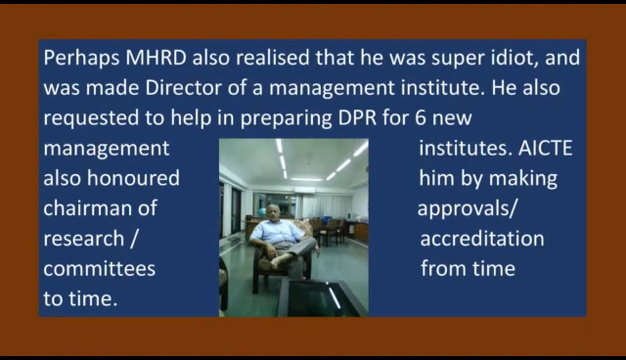 Perhaps MHRD also realised that he was super idiot, and
was made Director of a management institute. He also
requested to help in preparing DPR for 6 new
management institutes. AICTE
also honoured him by making
chairman of approvals/
research / accreditation
committees from time
to time.